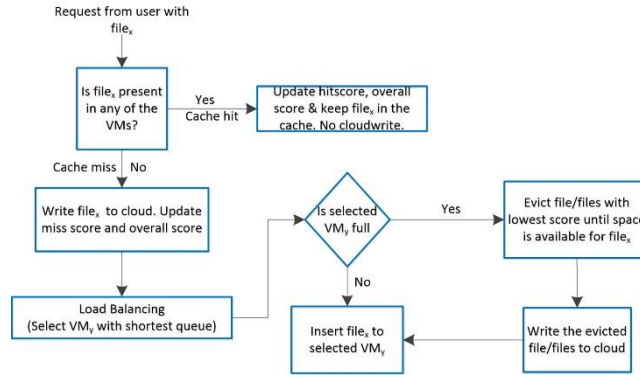 Request from user with
fileₓ
Is fileₓ present
in any of the
VMs?
Yes
Cache hit
Update hitscore, overall
score & keep fileₓ in the
cache. No cloudwrite.
Cache miss No
Write fileₓ to cloud. Update
miss score and overall score
Load Balancing
(Select VMᵧ with shortest queue)
Is selected
VMᵧ full
Yes
No
Evict file/files with
lowest score until space
is available for fileₓ
Write the evicted
file/files to cloud
Insert fileₓ to
selected VMᵧ